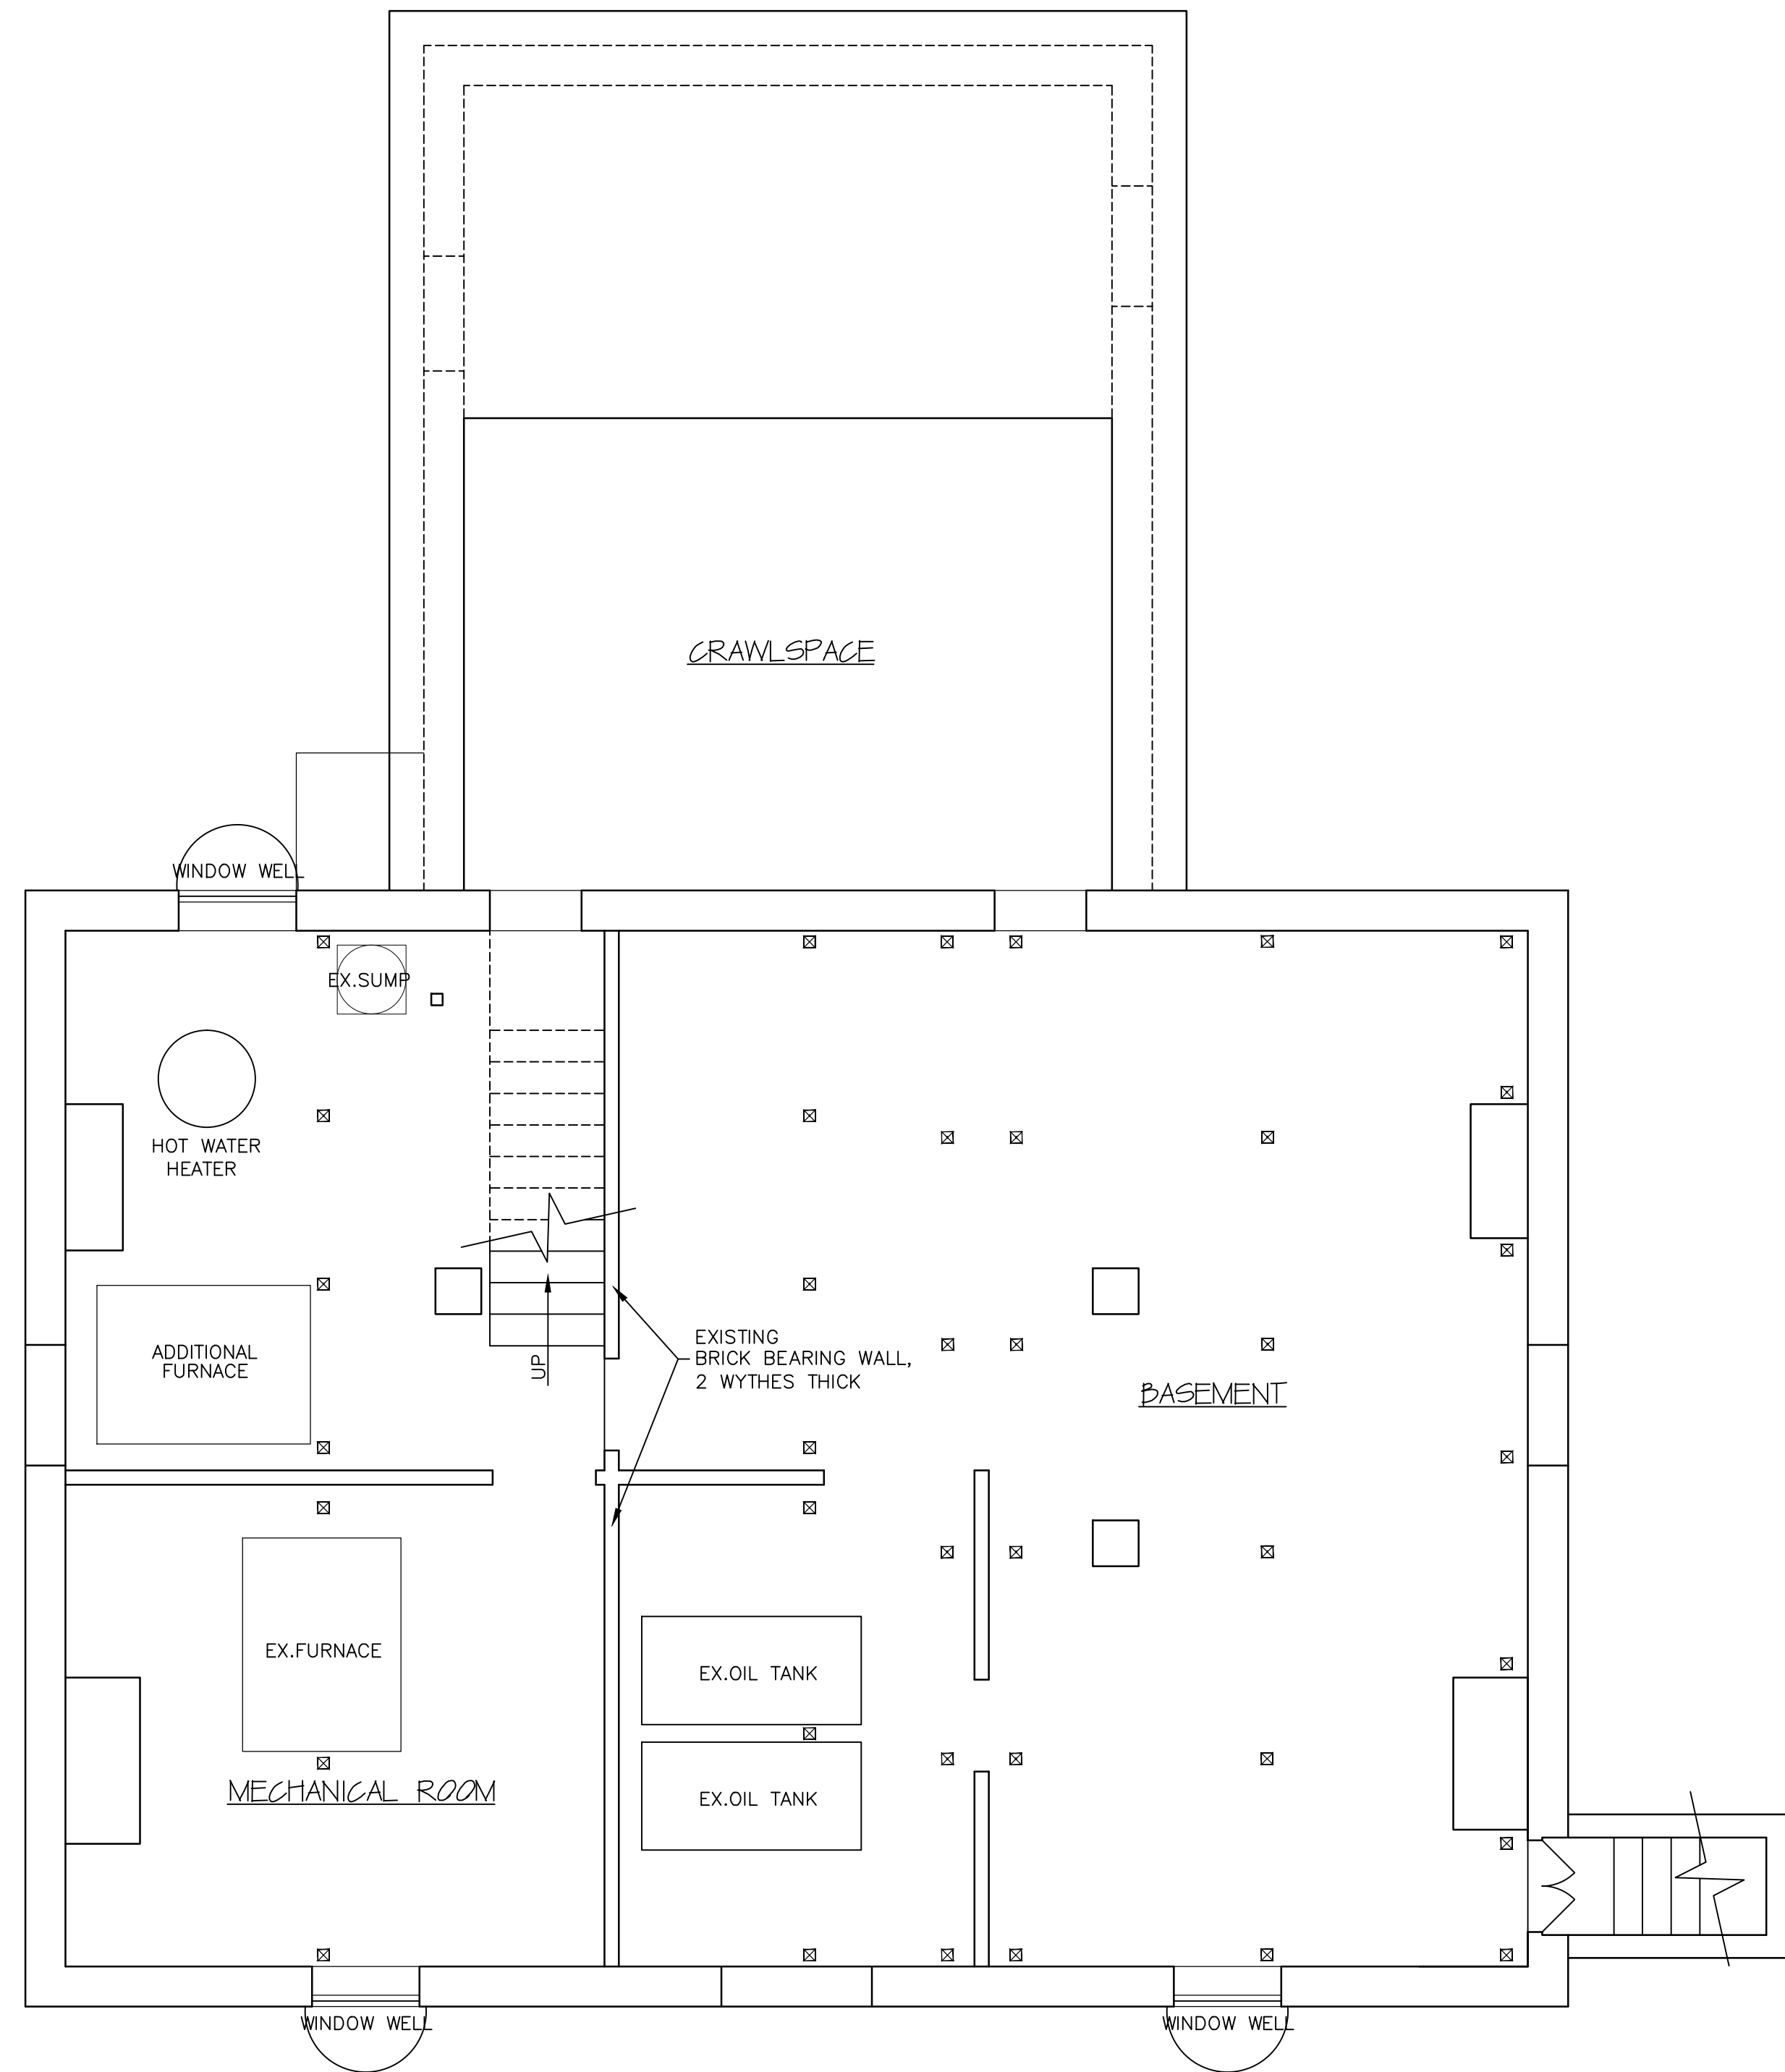 CRAWLSPACE
WINDOW WELL
EX.SUMP
HOT WATER
HEATER
ADDITIONAL
FURNACE
UP
EXISTING
BRICK BEARING WALL,
2 WYTHES THICK
BASEMENT
EX.FURNACE
EX.OIL TANK
MECHANICAL ROOM
EX.OIL TANK
WINDOW WELL
WINDOW WELL